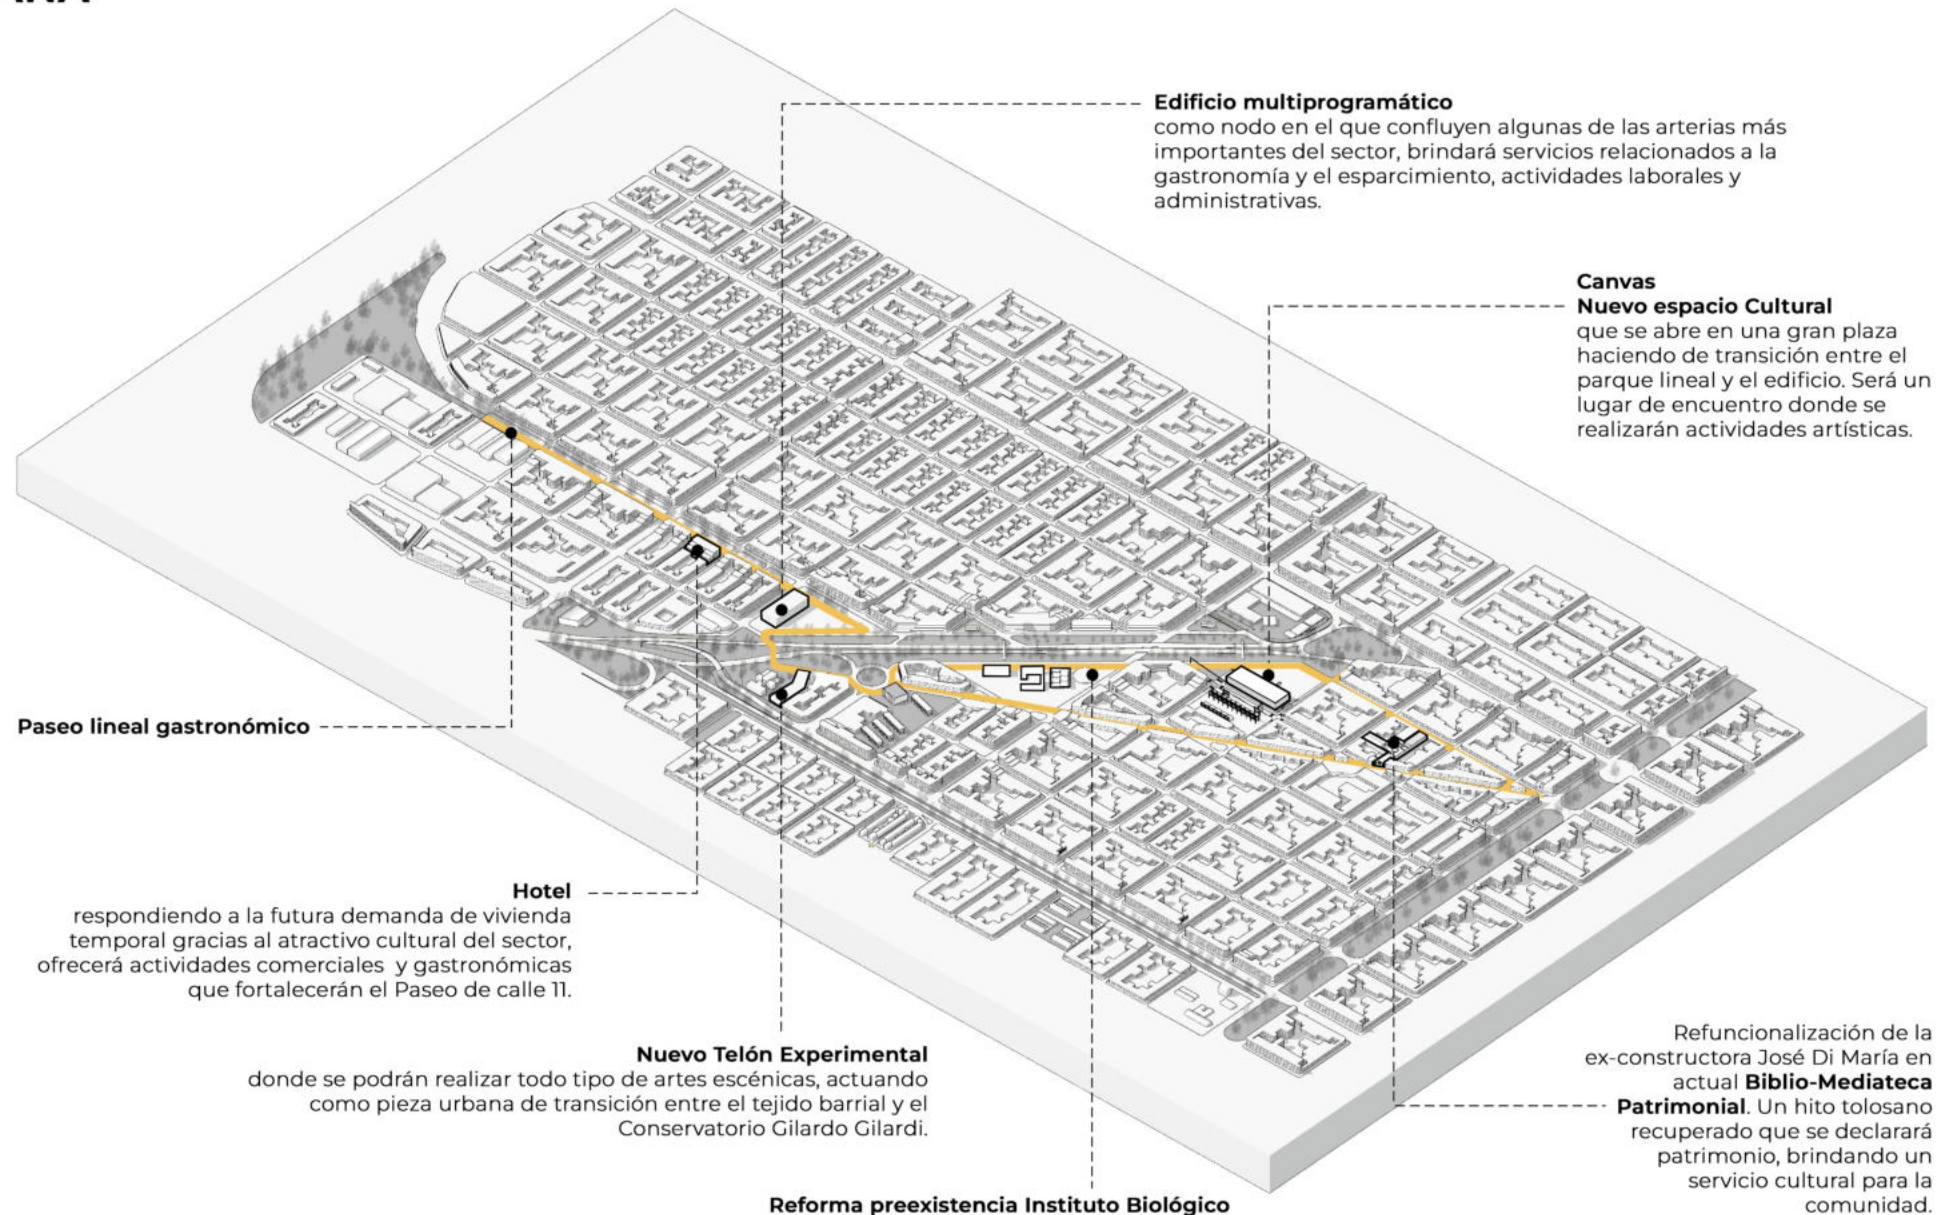 Edificio multiprogramático
como nodo en el que confluyen algunas de las arterias más
importantes del sector, brindará servicios relacionados a la
gastronomía y el esparcimiento, actividades laborales y
administrativas.
Canvas
Nuevo espacio Cultural
que se abre en una gran plaza
haciendo de transición entre el
parque lineal y el edificio. Será un
lugar de encuentro donde se
realizarán actividades artísticas.
Paseo lineal gastronómico
Hotel
respondiendo a la futura demanda de vivienda
temporal gracias al atractivo cultural del sector,
ofrecerá actividades comerciales y gastronómicas
que fortalecerán el Paseo de calle 11.
Nuevo Telón Experimental
donde se podrán realizar todo tipo de artes escénicas, actuando
como pieza urbana de transición entre el tejido barrial y el
Conservatorio Gilardo Gilardi.
Reforma preexistencia Instituto Biológico
Refuncionalización de la
ex-constructora José Di María en
actual Biblio-Mediateca
Patrimonial. Un hito tolosano
recuperado que se declarará
patrimonio, brindando un
servicio cultural para la
comunidad.